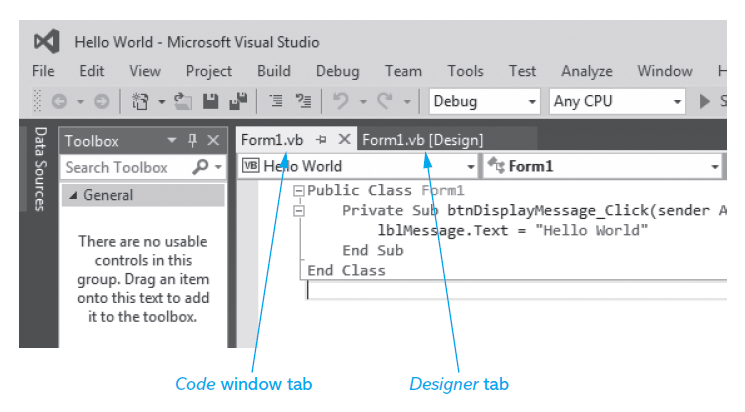 Hello World - Microsoft Visual Studio
File Edit View Project Build Debug Team Tools Test Analyze Window H
Debug Any CPU S
Data Sources
Toolbox
Search Toolbox
General
There are no usable
controls in this
group. Drag an item
onto this text to add
it to the toolbox.
Form1.vb Form1.vb [Design]
VB Hello World Form1
Public Class Form1
Private Sub btnDisplayMessage_Click(sender A
lblMessage.Text = "Hello World"
End Sub
End Class
Code window tab Designer tab